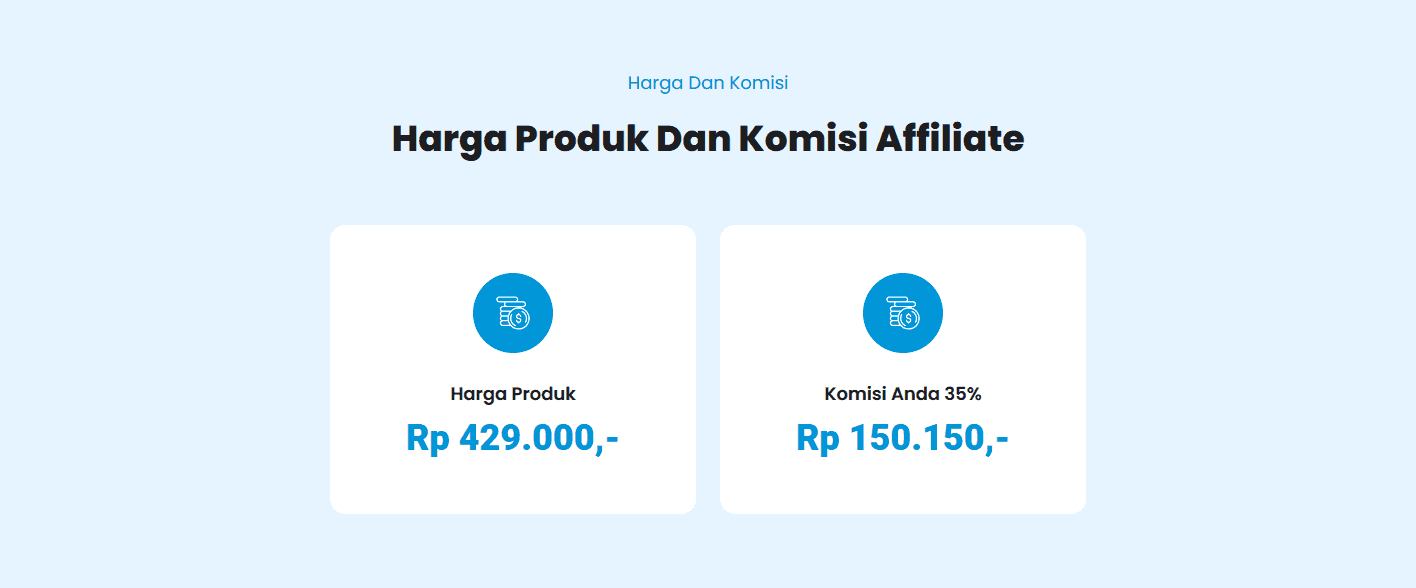 Harga Dan Komisi
Harga Produk Dan Komisi Affiliate
Harga Produk
Rp 429.000,-
Komisi Anda 35%
Rp 150.150,-